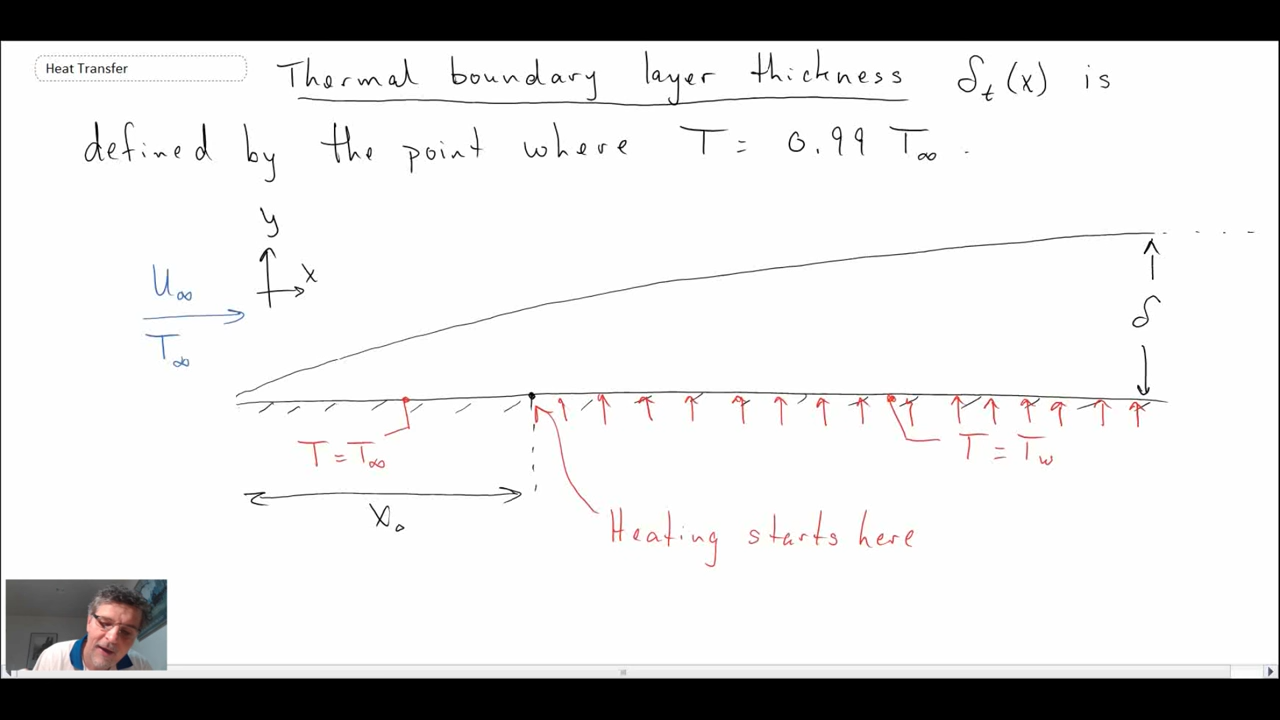 Heat Transfer
Thermal boundary layer thickness δₜ(x) is
defined by the point where T = 0.99 T∞.
y
x
U∞
T∞
δ
T = T∞
T = Tw
x₀
Heating starts here